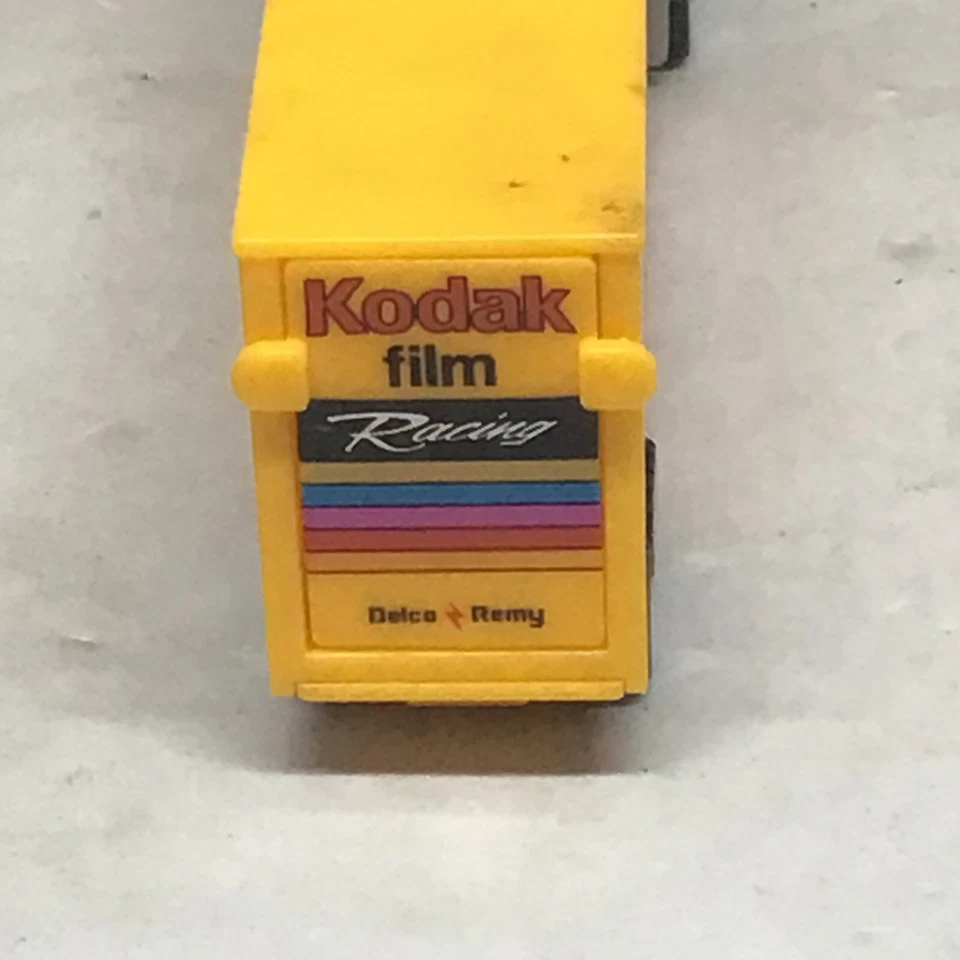 Kodak
film
Racing
Delco Remy